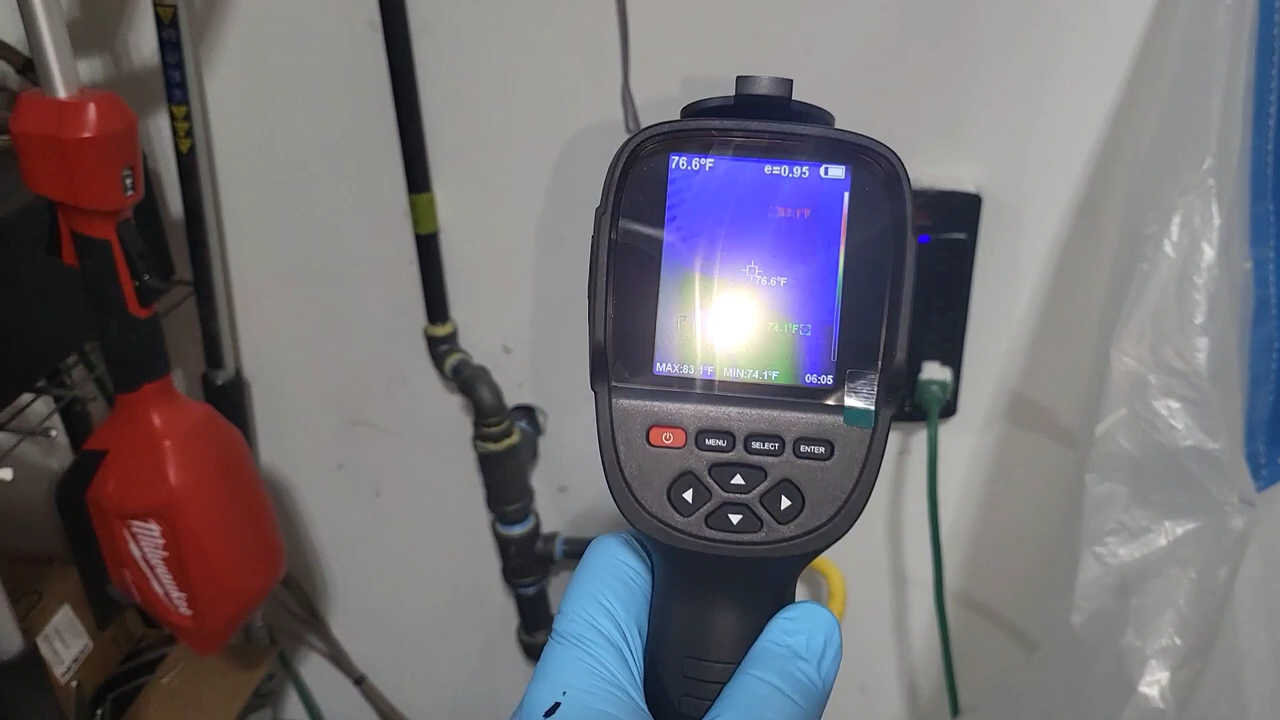 76.6°F
e=0.95
83.1°F
76.6°F
74.1°F
MAX:83.1°F MIN:74.1°F
06:05
MENU
SELECT
ENTER
Milwaukee